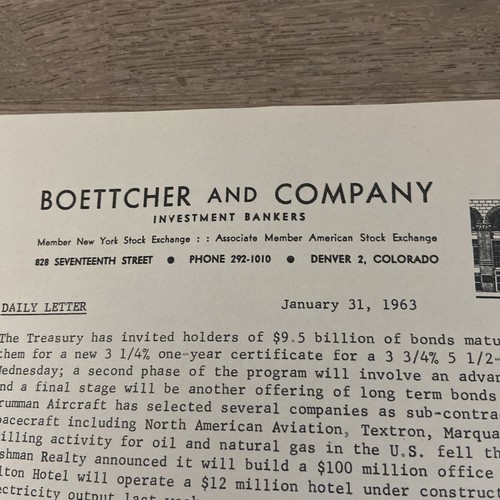 BOETTCHER AND COMPANY
INVESTMENT BANKERS
Member New York Stock Exchange : : Associate Member American Stock Exchange
828 SEVENTEENTH STREET ● PHONE 292-1010 ● DENVER 2, COLORADO
DAILY LETTER January 31, 1963
The Treasury has invited holders of $9.5 billion of bonds matu
them for a new 3 1/4% one-year certificate for a 3 3/4% 5 1/2-
Wednesday; a second phase of the program will involve an advan
nd a final stage will be another offering of long term bonds
rumman Aircraft has selected several companies as sub-contra
pacecraft including North American Aviation, Textron, Marqua
illing activity for oil and natural gas in the U.S. fell th
shman Realty announced it will build a $100 million office
lton Hotel will operate a $12 million hotel under construct
ectricity output last